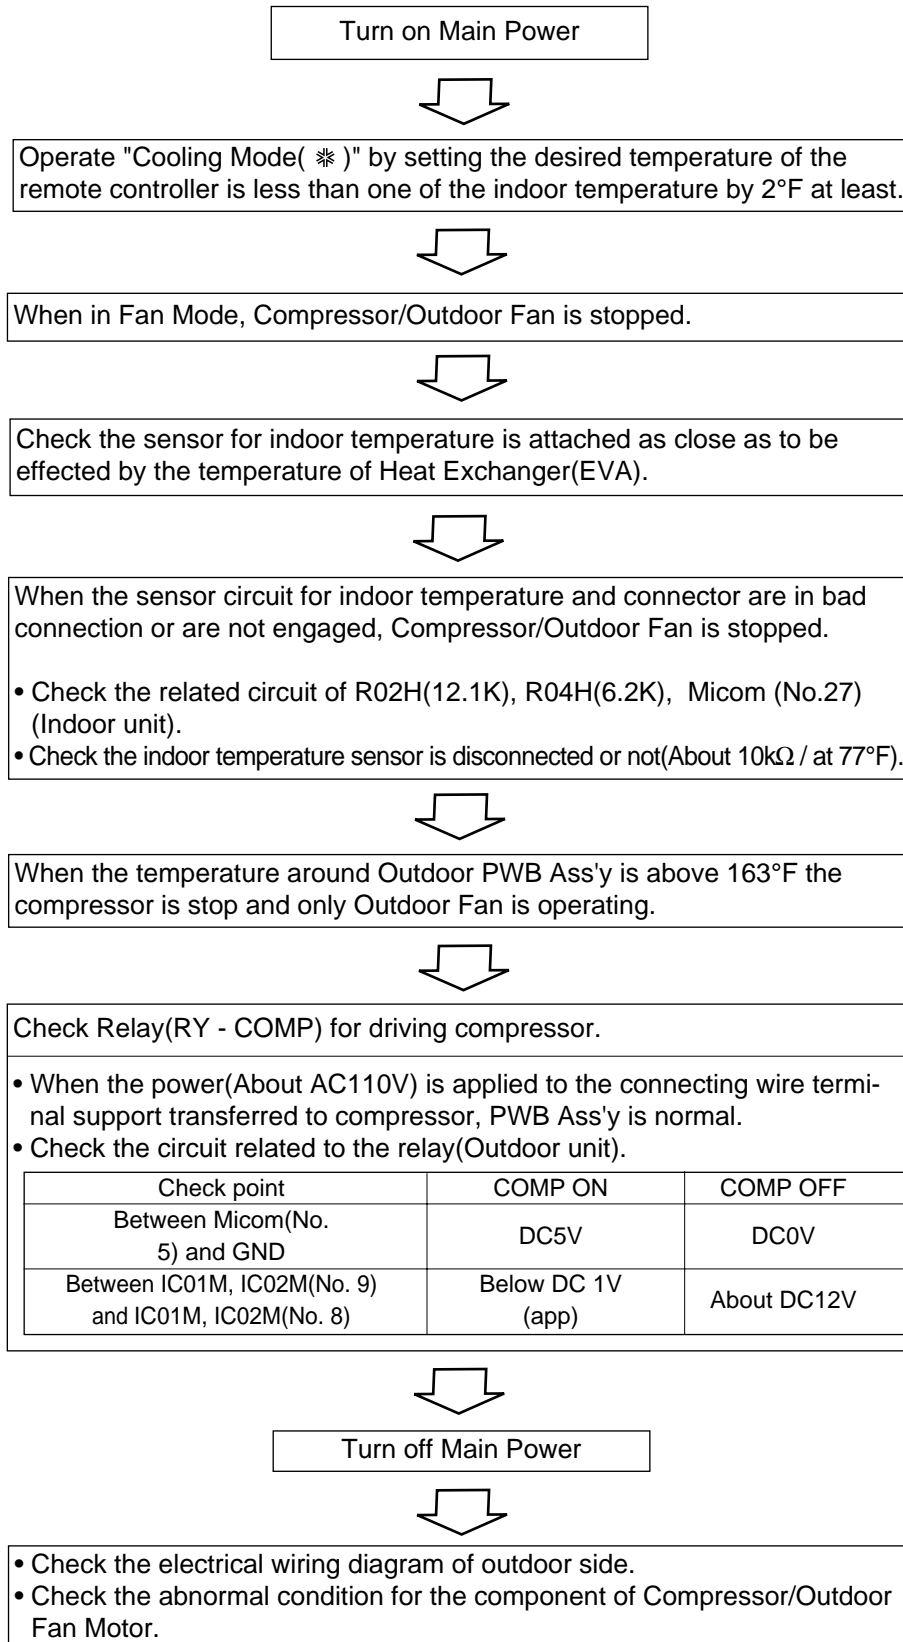 Turn on Main Power
Operate "Cooling Mode( ❋ )" by setting the desired temperature of the
remote controller is less than one of the indoor temperature by 2°F at least.
When in Fan Mode, Compressor/Outdoor Fan is stopped.
Check the sensor for indoor temperature is attached as close as to be
effected by the temperature of Heat Exchanger(EVA).
When the sensor circuit for indoor temperature and connector are in bad
connection or are not engaged, Compressor/Outdoor Fan is stopped.
• Check the related circuit of R02H(12.1K), R04H(6.2K), Micom (No.27)
(Indoor unit).
• Check the indoor temperature sensor is disconnected or not(About 10kΩ / at 77°F).
When the temperature around Outdoor PWB Ass'y is above 163°F the
compressor is stop and only Outdoor Fan is operating.
Check Relay(RY - COMP) for driving compressor.
• When the power(About AC110V) is applied to the connecting wire termi-
nal support transferred to compressor, PWB Ass'y is normal.
• Check the circuit related to the relay(Outdoor unit).
Check point COMP ON COMP OFF
Between Micom(No.
5) and GND DC5V DC0V
Between IC01M, IC02M(No. 9) Below DC 1V About DC12V
and IC01M, IC02M(No. 8) (app)
Turn off Main Power
• Check the electrical wiring diagram of outdoor side.
• Check the abnormal condition for the component of Compressor/Outdoor
Fan Motor.